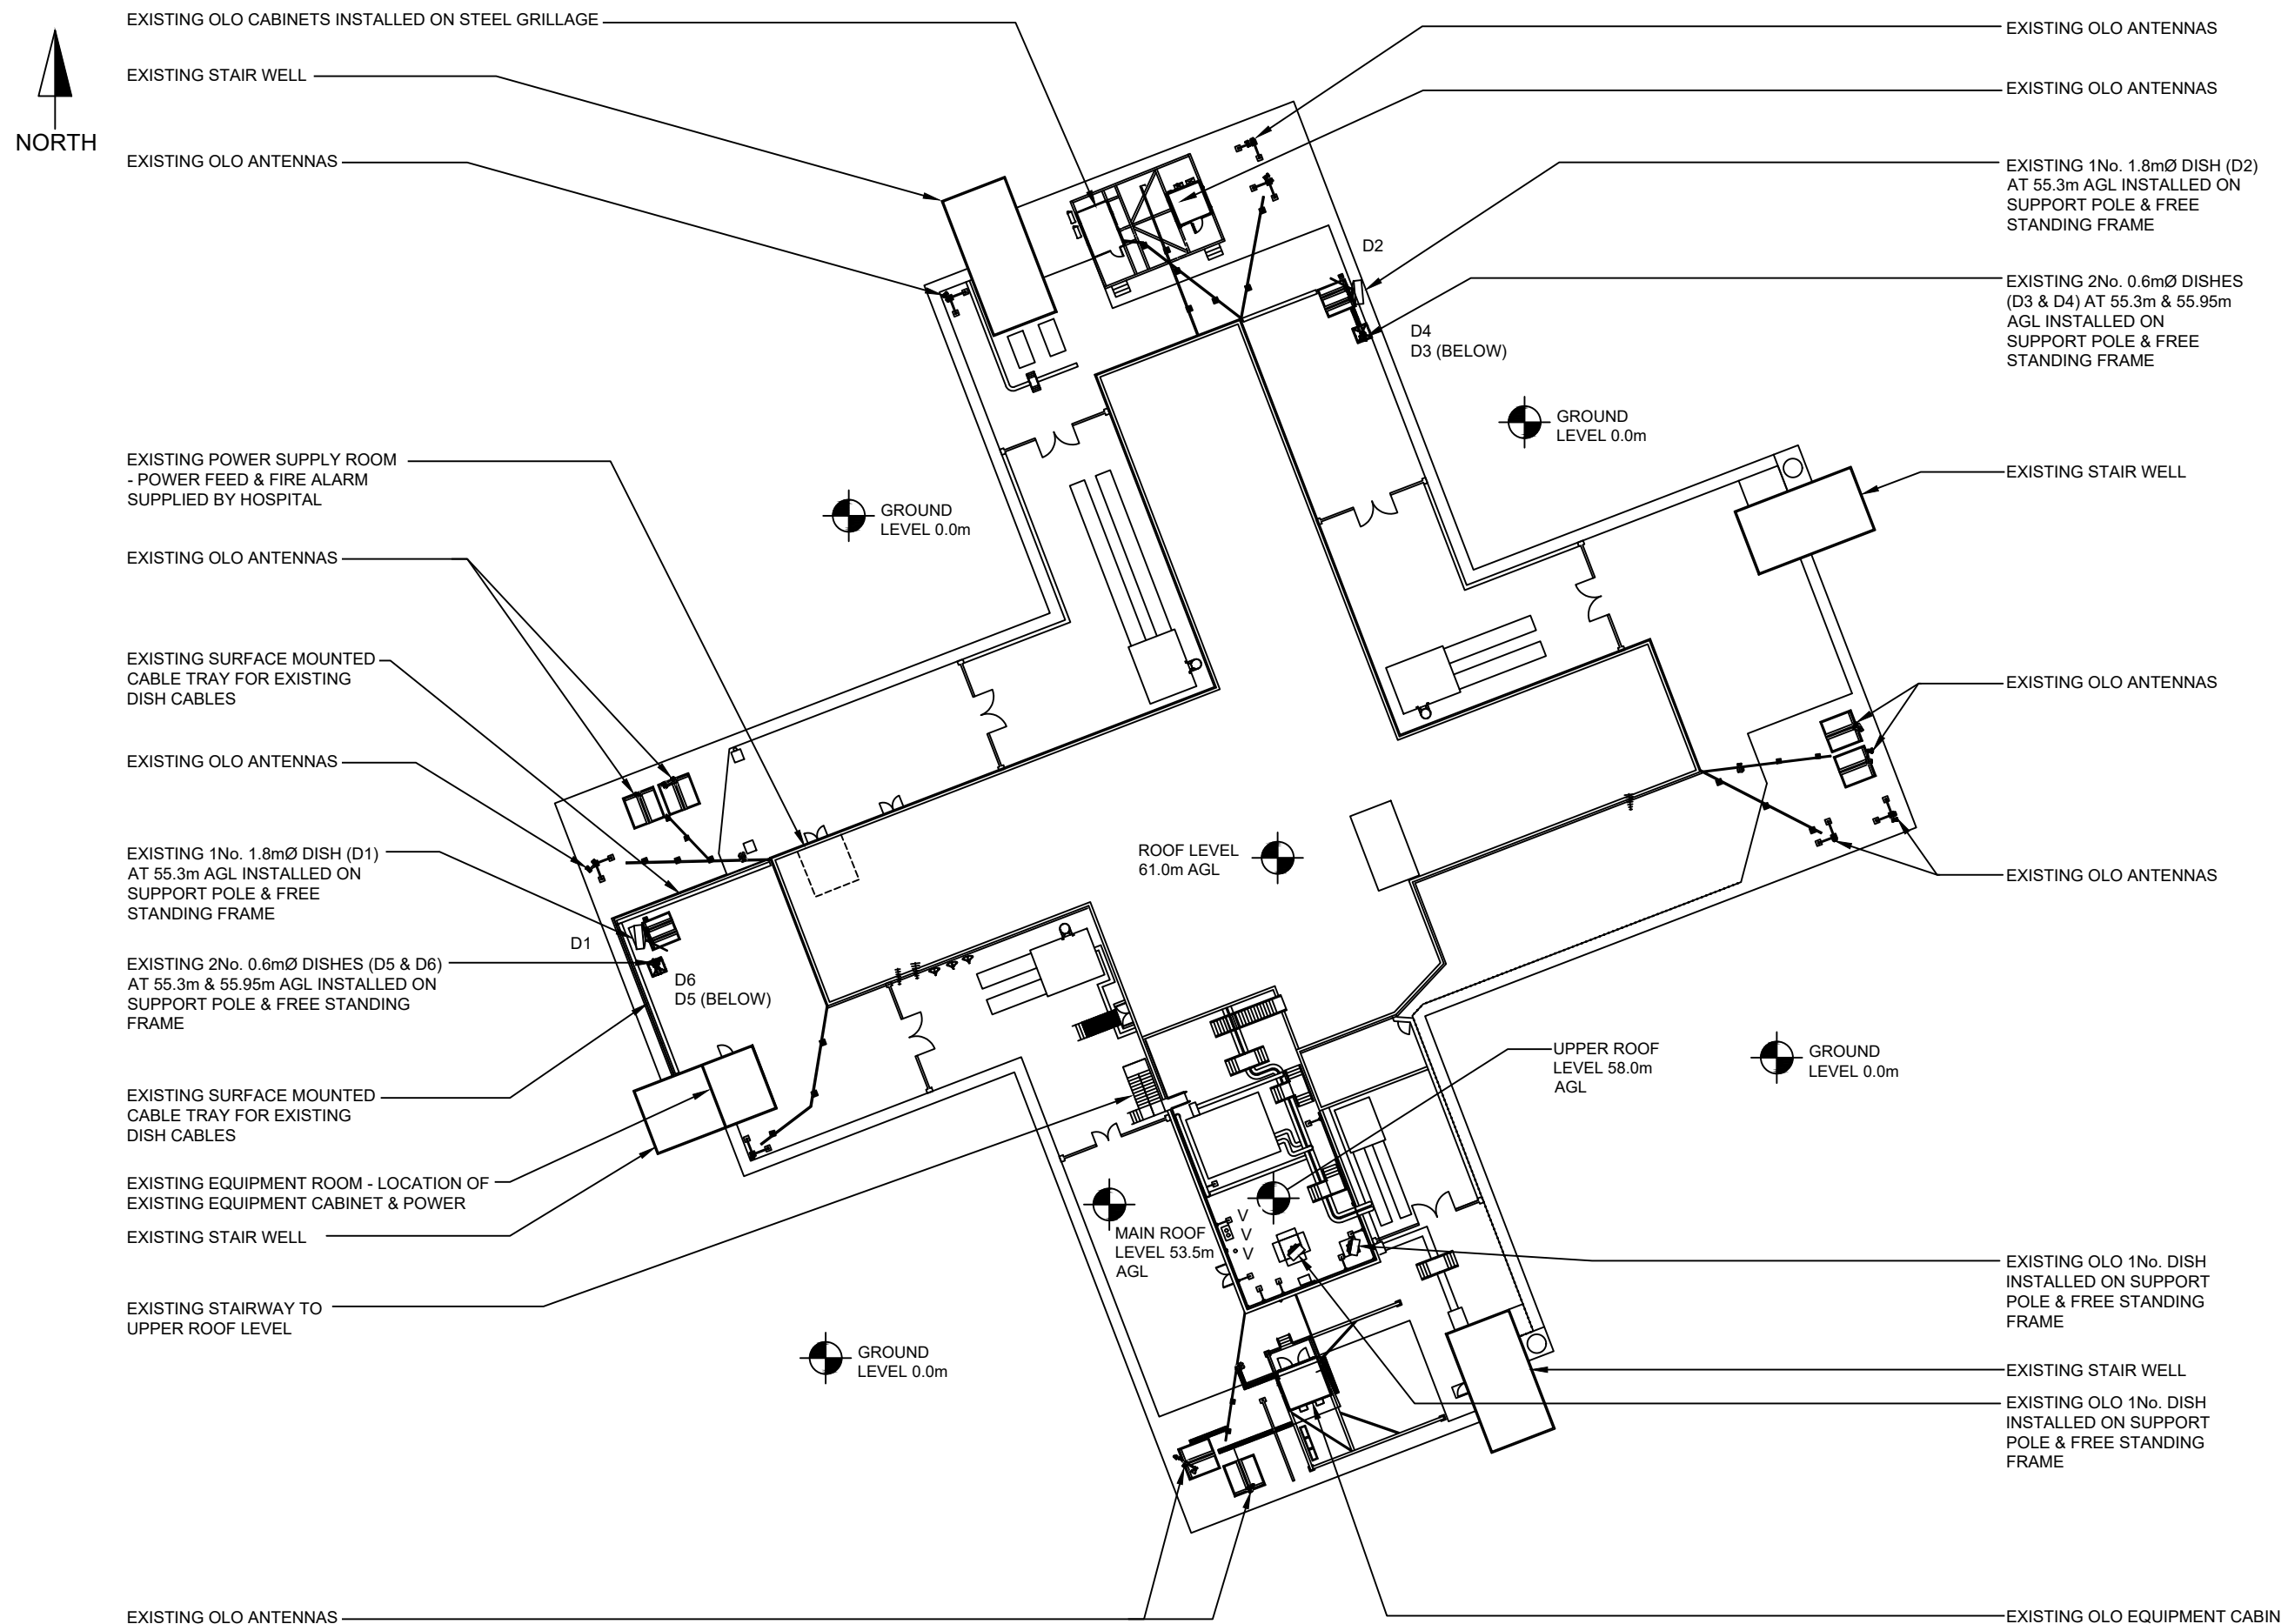 NORTH
EXISTING OLO CABINETS INSTALLED ON STEEL GRILLAGE
EXISTING STAIR WELL
EXISTING OLO ANTENNAS
EXISTING POWER SUPPLY ROOM
- POWER FEED & FIRE ALARM
SUPPLIED BY HOSPITAL
EXISTING OLO ANTENNAS
EXISTING SURFACE MOUNTED
CABLE TRAY FOR EXISTING
DISH CABLES
EXISTING OLO ANTENNAS
EXISTING 1No. 1.8mØ DISH (D1)
AT 55.3m AGL INSTALLED ON
SUPPORT POLE & FREE
STANDING FRAME
EXISTING 2No. 0.6mØ DISHES (D5 & D6)
AT 55.3m & 55.95m AGL INSTALLED ON
SUPPORT POLE & FREE STANDING
FRAME
EXISTING SURFACE MOUNTED
CABLE TRAY FOR EXISTING
DISH CABLES
EXISTING EQUIPMENT ROOM - LOCATION OF
EXISTING EQUIPMENT CABINET & POWER
EXISTING STAIR WELL
EXISTING STAIRWAY TO
UPPER ROOF LEVEL
EXISTING OLO ANTENNAS
D2
D4
D3 (BELOW)
GROUND
LEVEL 0.0m
GROUND
LEVEL 0.0m
ROOF LEVEL
61.0m AGL
D1
D6
D5 (BELOW)
UPPER ROOF
LEVEL 58.0m
AGL
GROUND
LEVEL 0.0m
MAIN ROOF
LEVEL 53.5m
AGL
V
V
V
GROUND
LEVEL 0.0m
EXISTING OLO ANTENNAS
EXISTING OLO ANTENNAS
EXISTING 1No. 1.8mØ DISH (D2)
AT 55.3m AGL INSTALLED ON
SUPPORT POLE & FREE
STANDING FRAME
EXISTING 2No. 0.6mØ DISHES
(D3 & D4) AT 55.3m & 55.95m
AGL INSTALLED ON
SUPPORT POLE & FREE
STANDING FRAME
EXISTING STAIR WELL
EXISTING OLO ANTENNAS
EXISTING OLO ANTENNAS
EXISTING OLO 1No. DISH
INSTALLED ON SUPPORT
POLE & FREE STANDING
FRAME
EXISTING STAIR WELL
EXISTING OLO 1No. DISH
INSTALLED ON SUPPORT
POLE & FREE STANDING
FRAME
EXISTING OLO EQUIPMENT CABIN